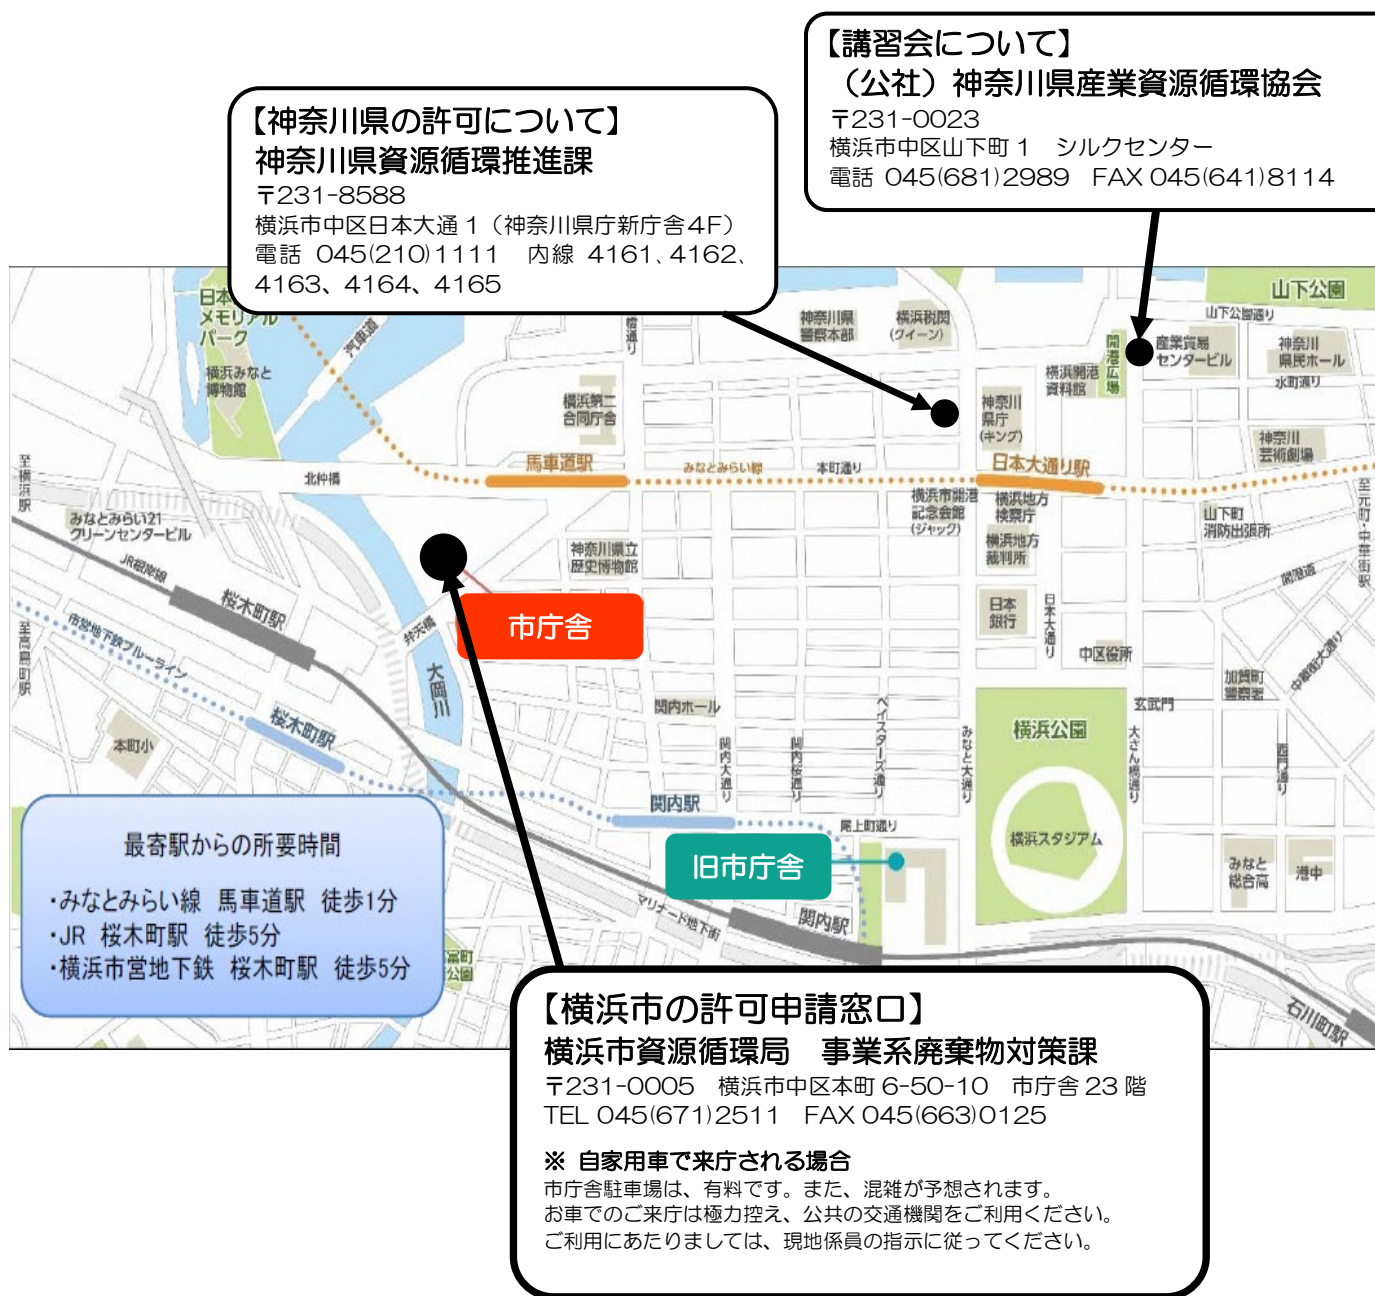 【講習会について】
（公社）神奈川県産業資源循環協会
〒231-0023
横浜市中区山下町1　シルクセンター
電話 045(681)2989　FAX 045(641)8114
【神奈川県の許可について】
神奈川県資源循環推進課
〒231-8588
横浜市中区日本大通1（神奈川県庁新庁舎4F）
電話 045(210)1111　内線 4161、4162、
4163、4164、4165
日本
メモリアル
パーク
汽車道
横浜みなと
博物館
橋通り
神奈川県
警察本部
横浜税関
(クイーン)
山下公園
山下公園通り
開港広場
産業貿易
センタービル
神奈川
県民ホール
水町通り
横浜開港
資料館
横浜第二
合同庁舎
神奈川
県庁
(キング)
神奈川
芸術劇場
至横浜駅
北仲橋
馬車道駅
みなとみらい線
本町通り
日本大通り駅
至元町・中華街駅
横浜市開港
記念会館
(ジャック)
横浜地方
検察庁
山下町
消防出張所
みなとみらい21
クリーンセンタービル
神奈川県立
歴史博物館
横浜地方
裁判所
開港道
JR根岸線
桜木町駅
市庁舎
日本
銀行
日本大通り
弁天橋
大岡川
至高島町駅
市営地下鉄ブルーライン
中区役所
加賀町
警察署
中華街大通り
関内ホール
ベイスターズ通り
玄武門
桜木町駅
本町小
関内大通り
関内桜通り
みなと大通り
横浜公園
大さん橋通り
西門通り
関内駅
尾上町通り
横浜スタジアム
旧市庁舎
みなと
総合高
港中
マリナード地下街
関内駅
富町
公園
石川町駅
最寄駅からの所要時間
・みなとみらい線　馬車道駅　徒歩1分
・JR　桜木町駅　徒歩5分
・横浜市営地下鉄　桜木町駅　徒歩5分
【横浜市の許可申請窓口】
横浜市資源循環局　事業系廃棄物対策課
〒231-0005　横浜市中区本町6-50-10　市庁舎23階
TEL 045(671)2511　FAX 045(663)0125
※ 自家用車で来庁される場合
市庁舎駐車場は、有料です。また、混雑が予想されます。
お車でのご来庁は極力控え、公共の交通機関をご利用ください。
ご利用にあたりましては、現地係員の指示に従ってください。